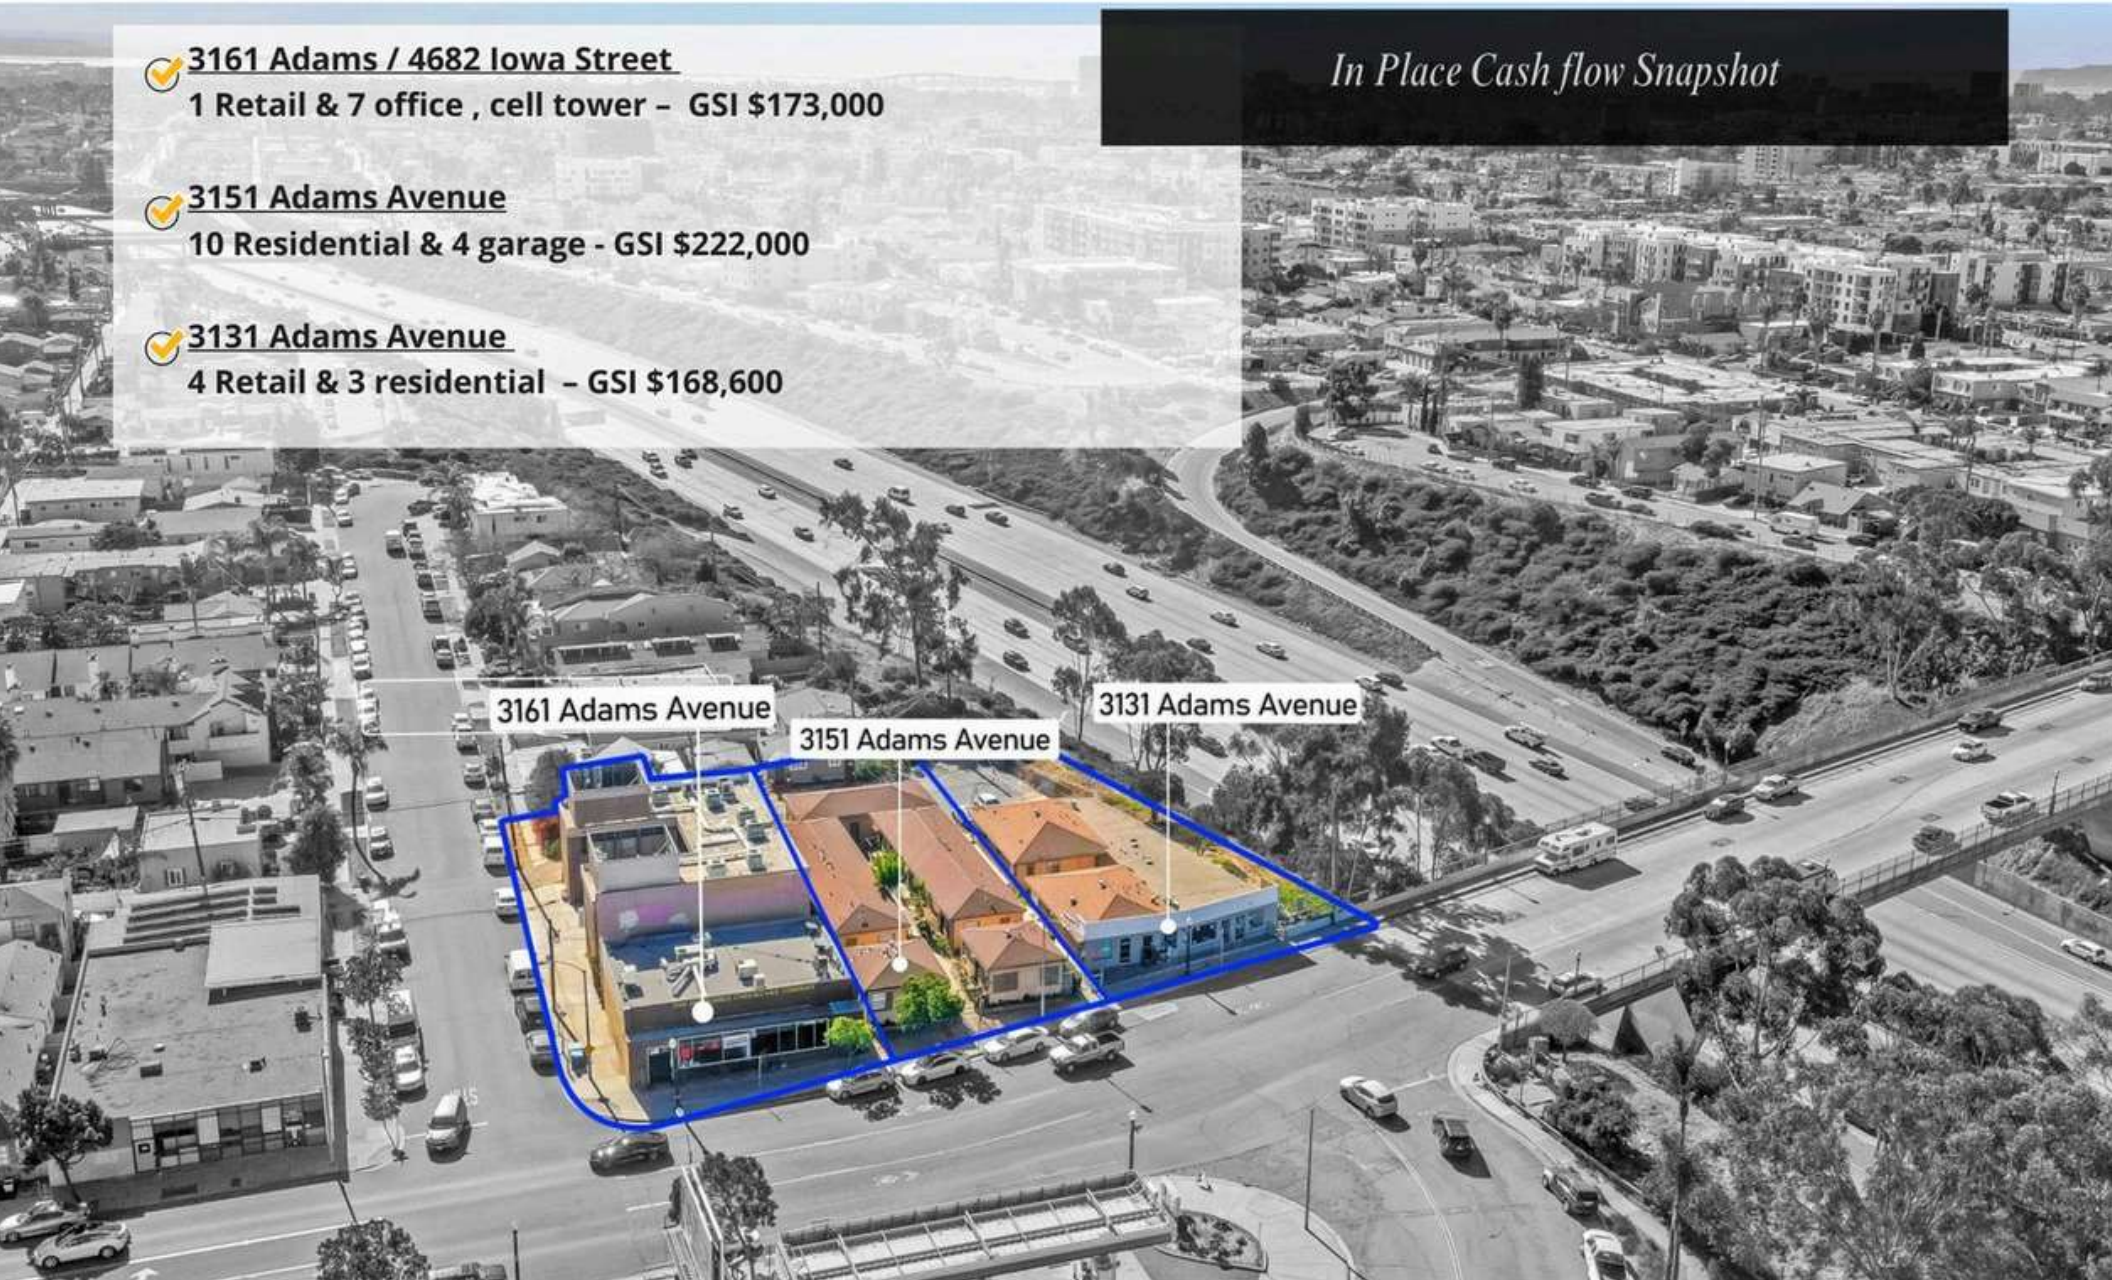 In Place Cash flow Snapshot
3161 Adams / 4682 Iowa Street
1 Retail & 7 office , cell tower – GSI $173,000
3151 Adams Avenue
10 Residential & 4 garage - GSI $222,000
3131 Adams Avenue
4 Retail & 3 residential – GSI $168,600
3161 Adams Avenue
3151 Adams Avenue
3131 Adams Avenue